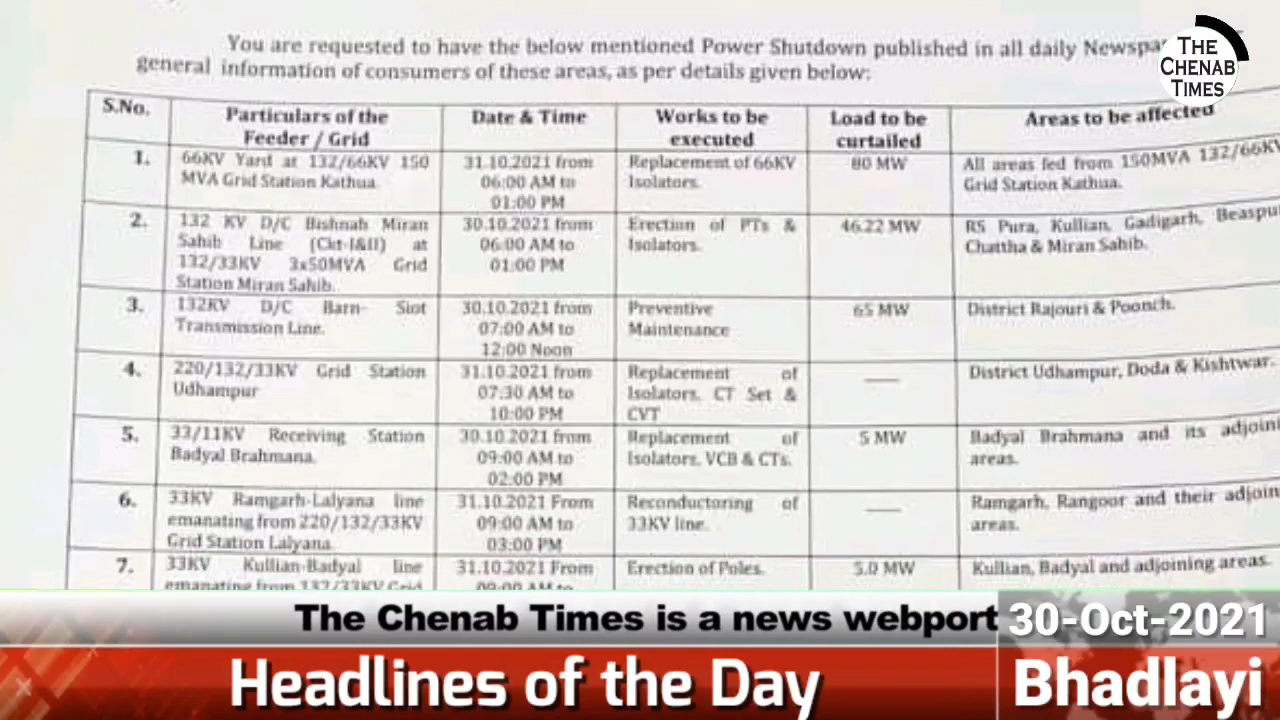 You are requested to have the below mentioned Power Shutdown published in all daily
general information of consumers of these areas, as per details given below:
THE
CHENAB
TIMES
S.No.
Particulars of the
Feeder / Grid
Date & Time
Works to be
executed
Load to be
curtailed
Areas to be affected
1.
66KV Yard at 132/66KV 150
MVA Grid Station Kathua.
31.10.2021 from
06:00 AM to
01:00 PM
Replacement of 66KV
Isolators.
80 MW
All areas fed from 150MVA 132/66KV
Grid Station Kathua.
2.
132 KV D/C Bishnah Miran
Sahib Line (Ckt-I&II) at
132/33KV 3x50MVA Grid
Station Miran Sahib.
30.10.2021 from
06:00 AM to
01:00 PM
Erection of PTs &
Isolators.
46.22 MW
RS Pura, Kullian, Gadigarh,
Chattha & Miran Sahib.
3.
132KV D/C Barn- Siot
Transmission Line.
30.10.2021 from
07:00 AM to
12:00 Noon
Preventive
Maintenance
65 MW
District Rajouri & Poonch.
4.
220/132/33KV Grid Station
Udhampur
31.10.2021 from
07:30 AM to
10:00 PM
Replacement of
Isolators, CT Set &
CVT
District Udhampur, Doda & Kishtwar.
5.
33/11KV Receiving Station
Badyal Brahmana.
30.10.2021 from
09:00 AM to
02:00 PM
Replacement of
Isolators, VCB & CTs.
5 MW
Badyal Brahmana and its
areas.
6.
33KV Ramgarh-Lalyana line
emanating from 220/132/33KV
Grid Station Lalyana
31.10.2021 From
09:00 AM to
03:00 PM
Reconductoring of
33KV line.
Ramgarh, Rangoor and their
areas.
7.
33KV Kullian-Badyal line
emanating from 132/33KV Grid
31.10.2021 From
09:00 AM to
Erection of Poles.
5.0 MW
Kullian, Badyal and adjoining areas.
The Chenab Times is a news webport
30-Oct-2021
Headlines of the Day
Bhadlayi